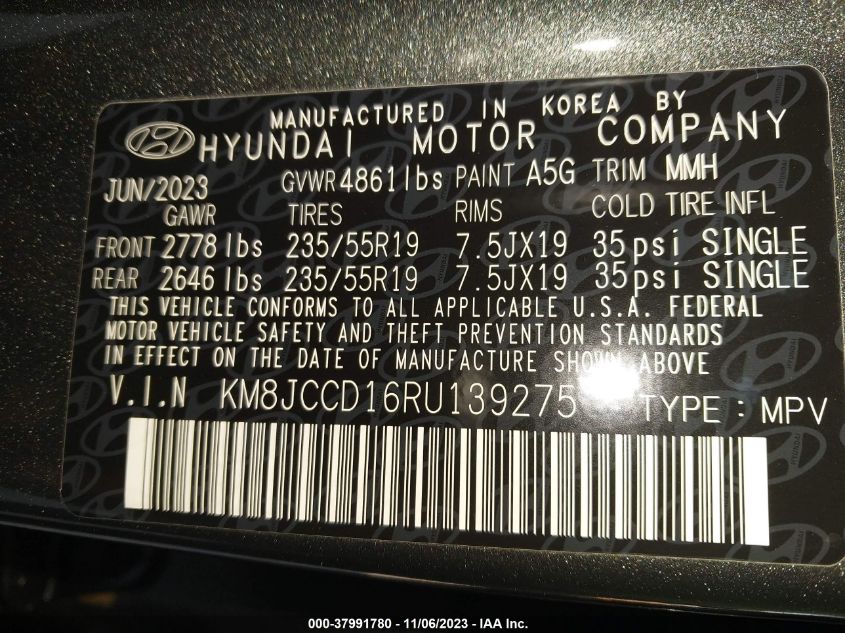 MANUFACTURED IN KOREA BY
HYUNDAI MOTOR COMPANY
JUN/2023 GVWR 4861 lbs PAINT A5G TRIM MMH
GAWR TIRES RIMS COLD TIRE INFL
FRONT 2778 lbs 235/55R19 7.5JX19 35psi SINGLE
REAR 2646 lbs 235/55R19 7.5JX19 35psi SINGLE
THIS VEHICLE CONFORMS TO ALL APPLICABLE U.S.A. FEDERAL
MOTOR VEHICLE SAFETY AND THEFT PREVENTION STANDARDS
IN EFFECT ON THE DATE OF MANUFACTURE SHOWN ABOVE
V.I.N KM8JCCD16RU139275 TYPE : MPV
000-37991780 - 11/06/2023 - IAA Inc.